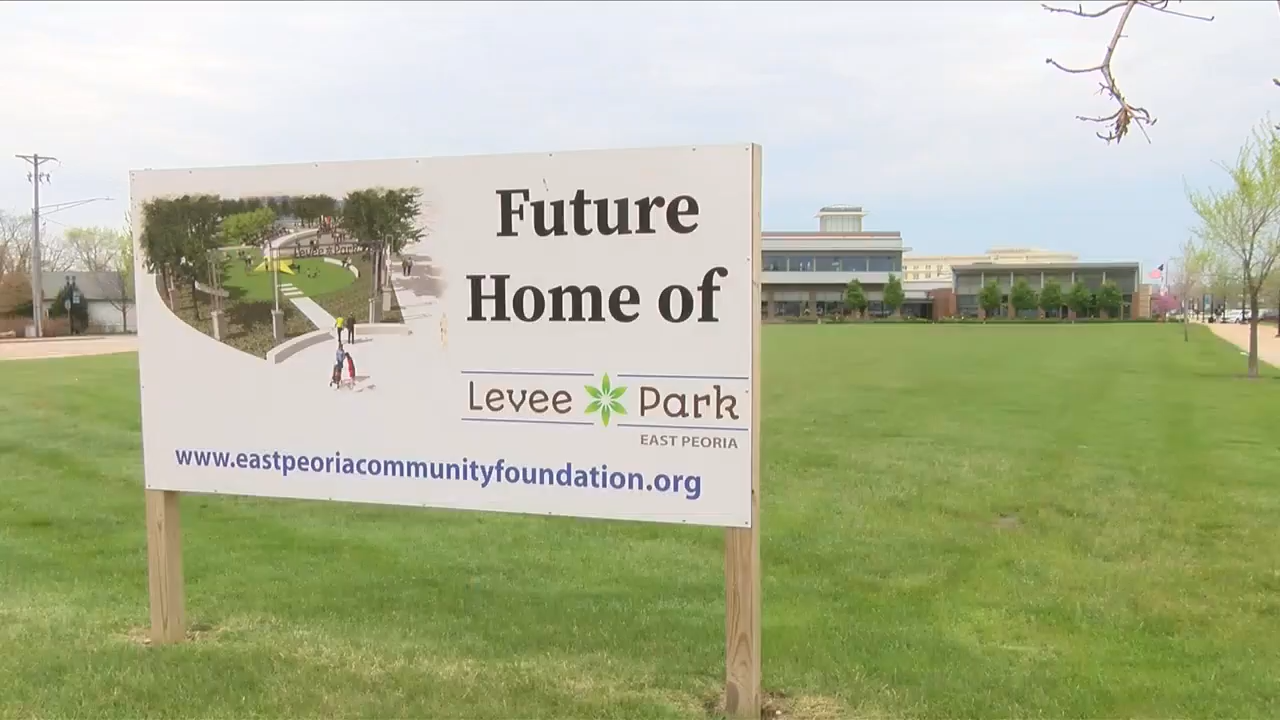 Future
Home of
Levee Park
EAST PEORIA
www.eastpeoriacommunityfoundation.org